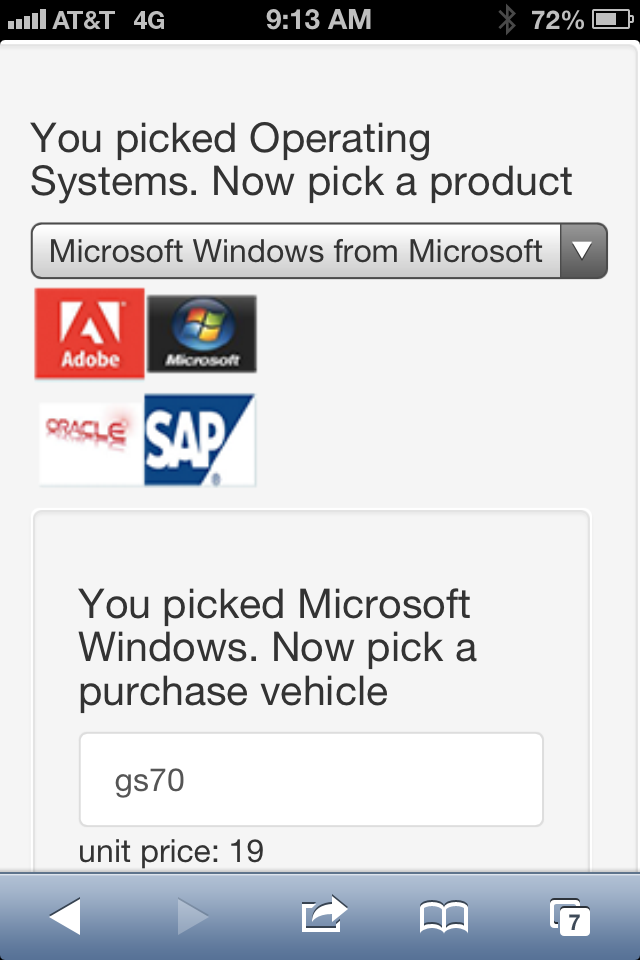 AT&T 4G 9:13 AM 72%
You picked Operating
Systems. Now pick a product
Microsoft Windows from Microsoft
Adobe Microsoft
ORACLE SAP
You picked Microsoft
Windows. Now pick a
purchase vehicle
gs70
unit price: 19
7